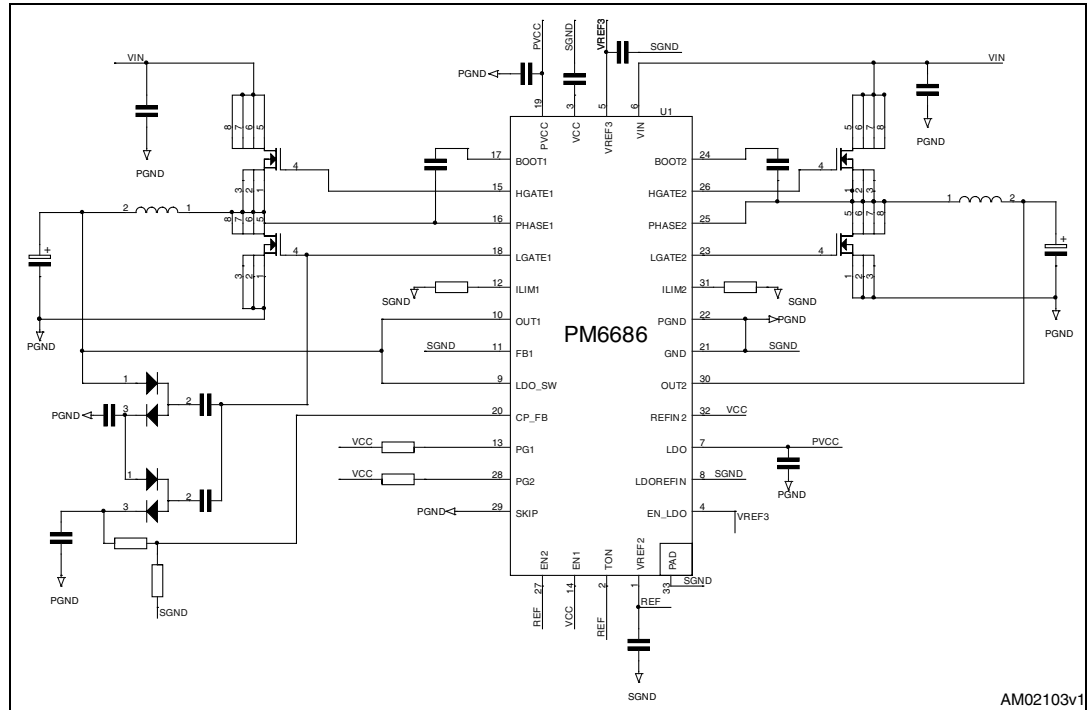 PVCC
SGND
VREF3
SGND
VIN
PGND
VIN
19
3
5
6
U1
PVCC
VCC
VREF3
VIN
8 7 6 5
5 6 7 8
PGND
PGND
17 BOOT1
BOOT2 24
4
4
15 HGATE1
HGATE2 26
3 2 1
1 2 3
2
1
1
2
16 PHASE1
PHASE2 25
8 7 6 5
5 6 7 8
+
+
4
18 LGATE1
LGATE2 23
4
3 2 1
1 2 3
12 ILIM1
ILIM2 31
SGND
SGND
10 OUT1
PGND 22
PGND
PM6686
PGND
PGND
SGND
11 FB1
GND 21
SGND
1
9 LDO_SW
OUT2 30
2
PGND
3
20 CP_FB
REFIN2 32
VCC
VCC
13 PG1
LDO 7
PVCC
1
VCC
28 PG2
LDOREFIN 8
SGND
2
PGND
3
PGND
29 SKIP
EN_LDO 4
VREF3
EN2
EN1
TON
VREF2
PAD
27
14
2
1
33
SGND
PGND
SGND
REF
VCC
REF
REF
SGND
AM02103v1